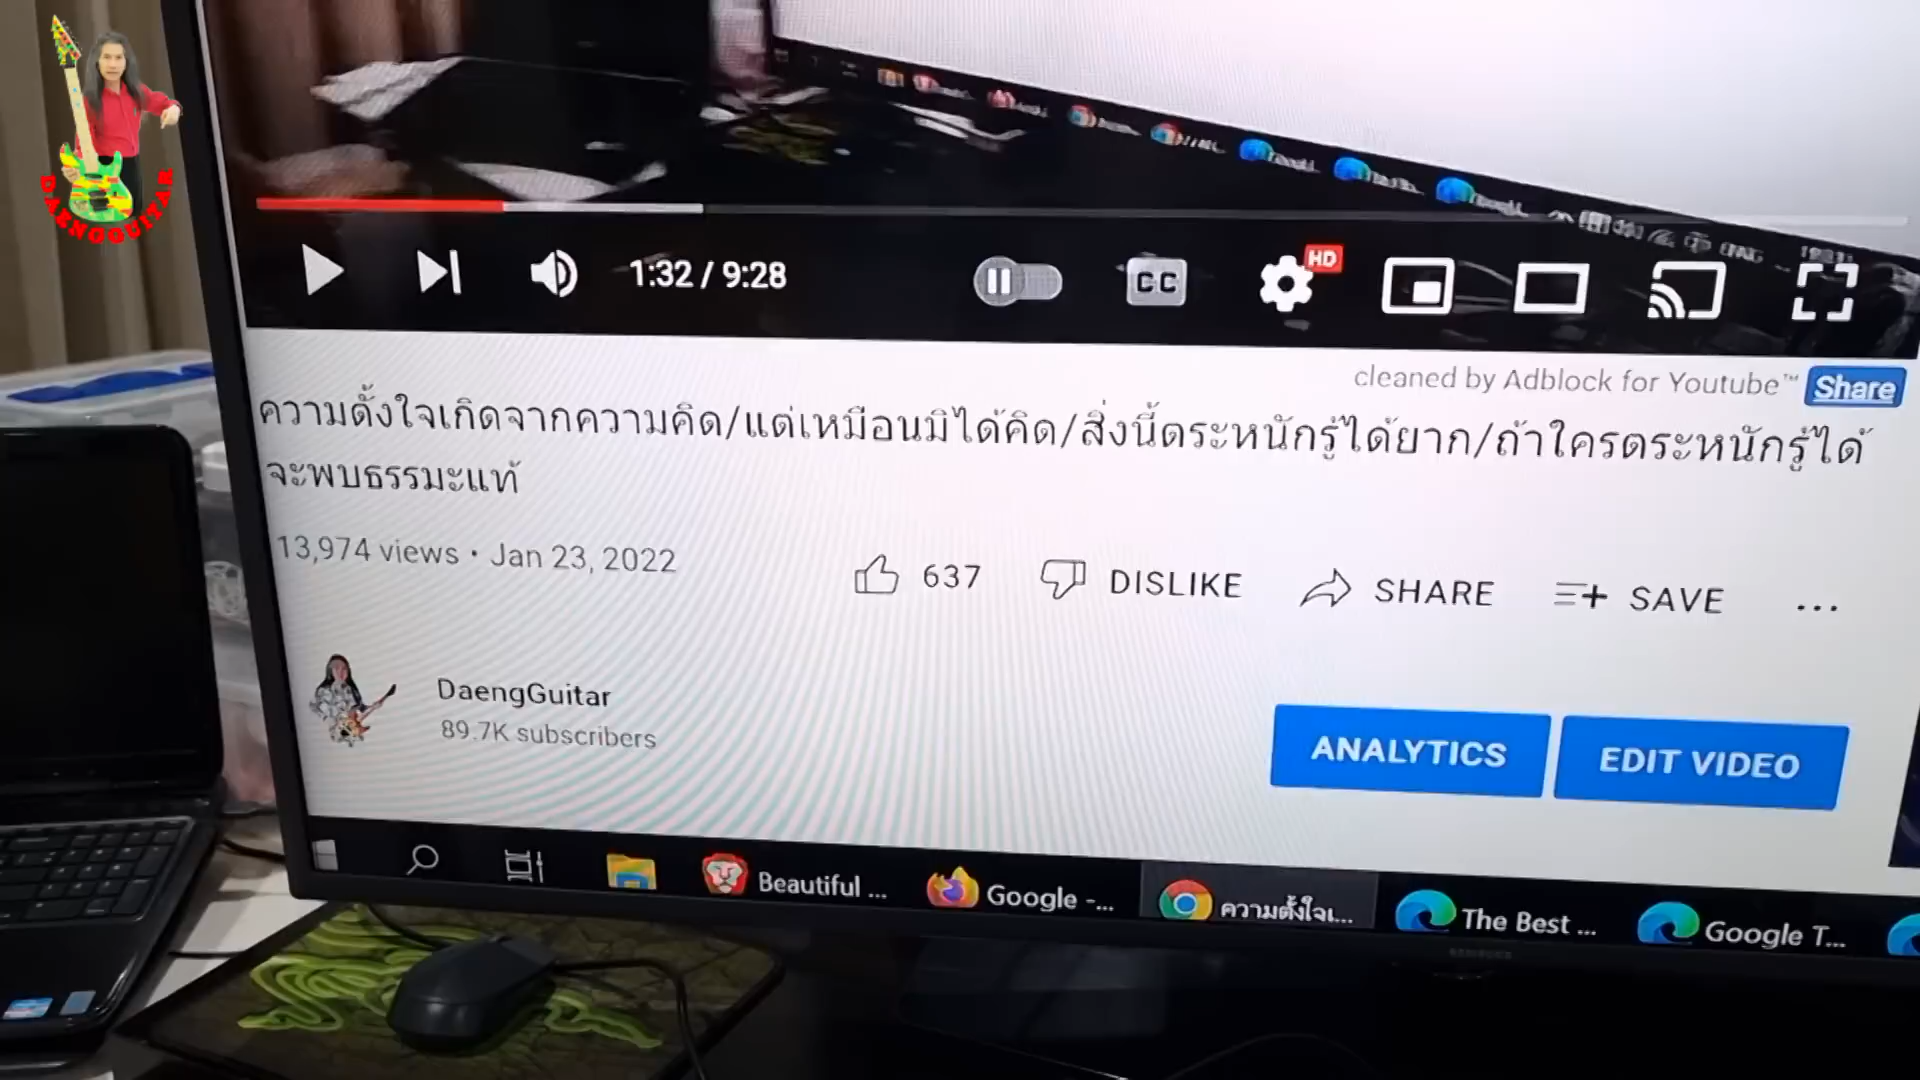 DAENGGUITAR
1:32 / 9:28
CC
HD
cleaned by Adblock for Youtube™ Share
ความตั้งใจเกิดจากความคิด/แต่เหมือนมิได้คิด/สิ่งนี้ตระหนักรู้ได้ยาก/ถ้าใครตระหนักรู้ได้
จะพบธรรมะแท้
13,974 views • Jan 23, 2022
637 DISLIKE SHARE SAVE ...
DaengGuitar
89.7K subscribers
ANALYTICS EDIT VIDEO
Beautiful ... Google -... ความตั้งใจเ... The Best ... Google T...
SAMSUNG